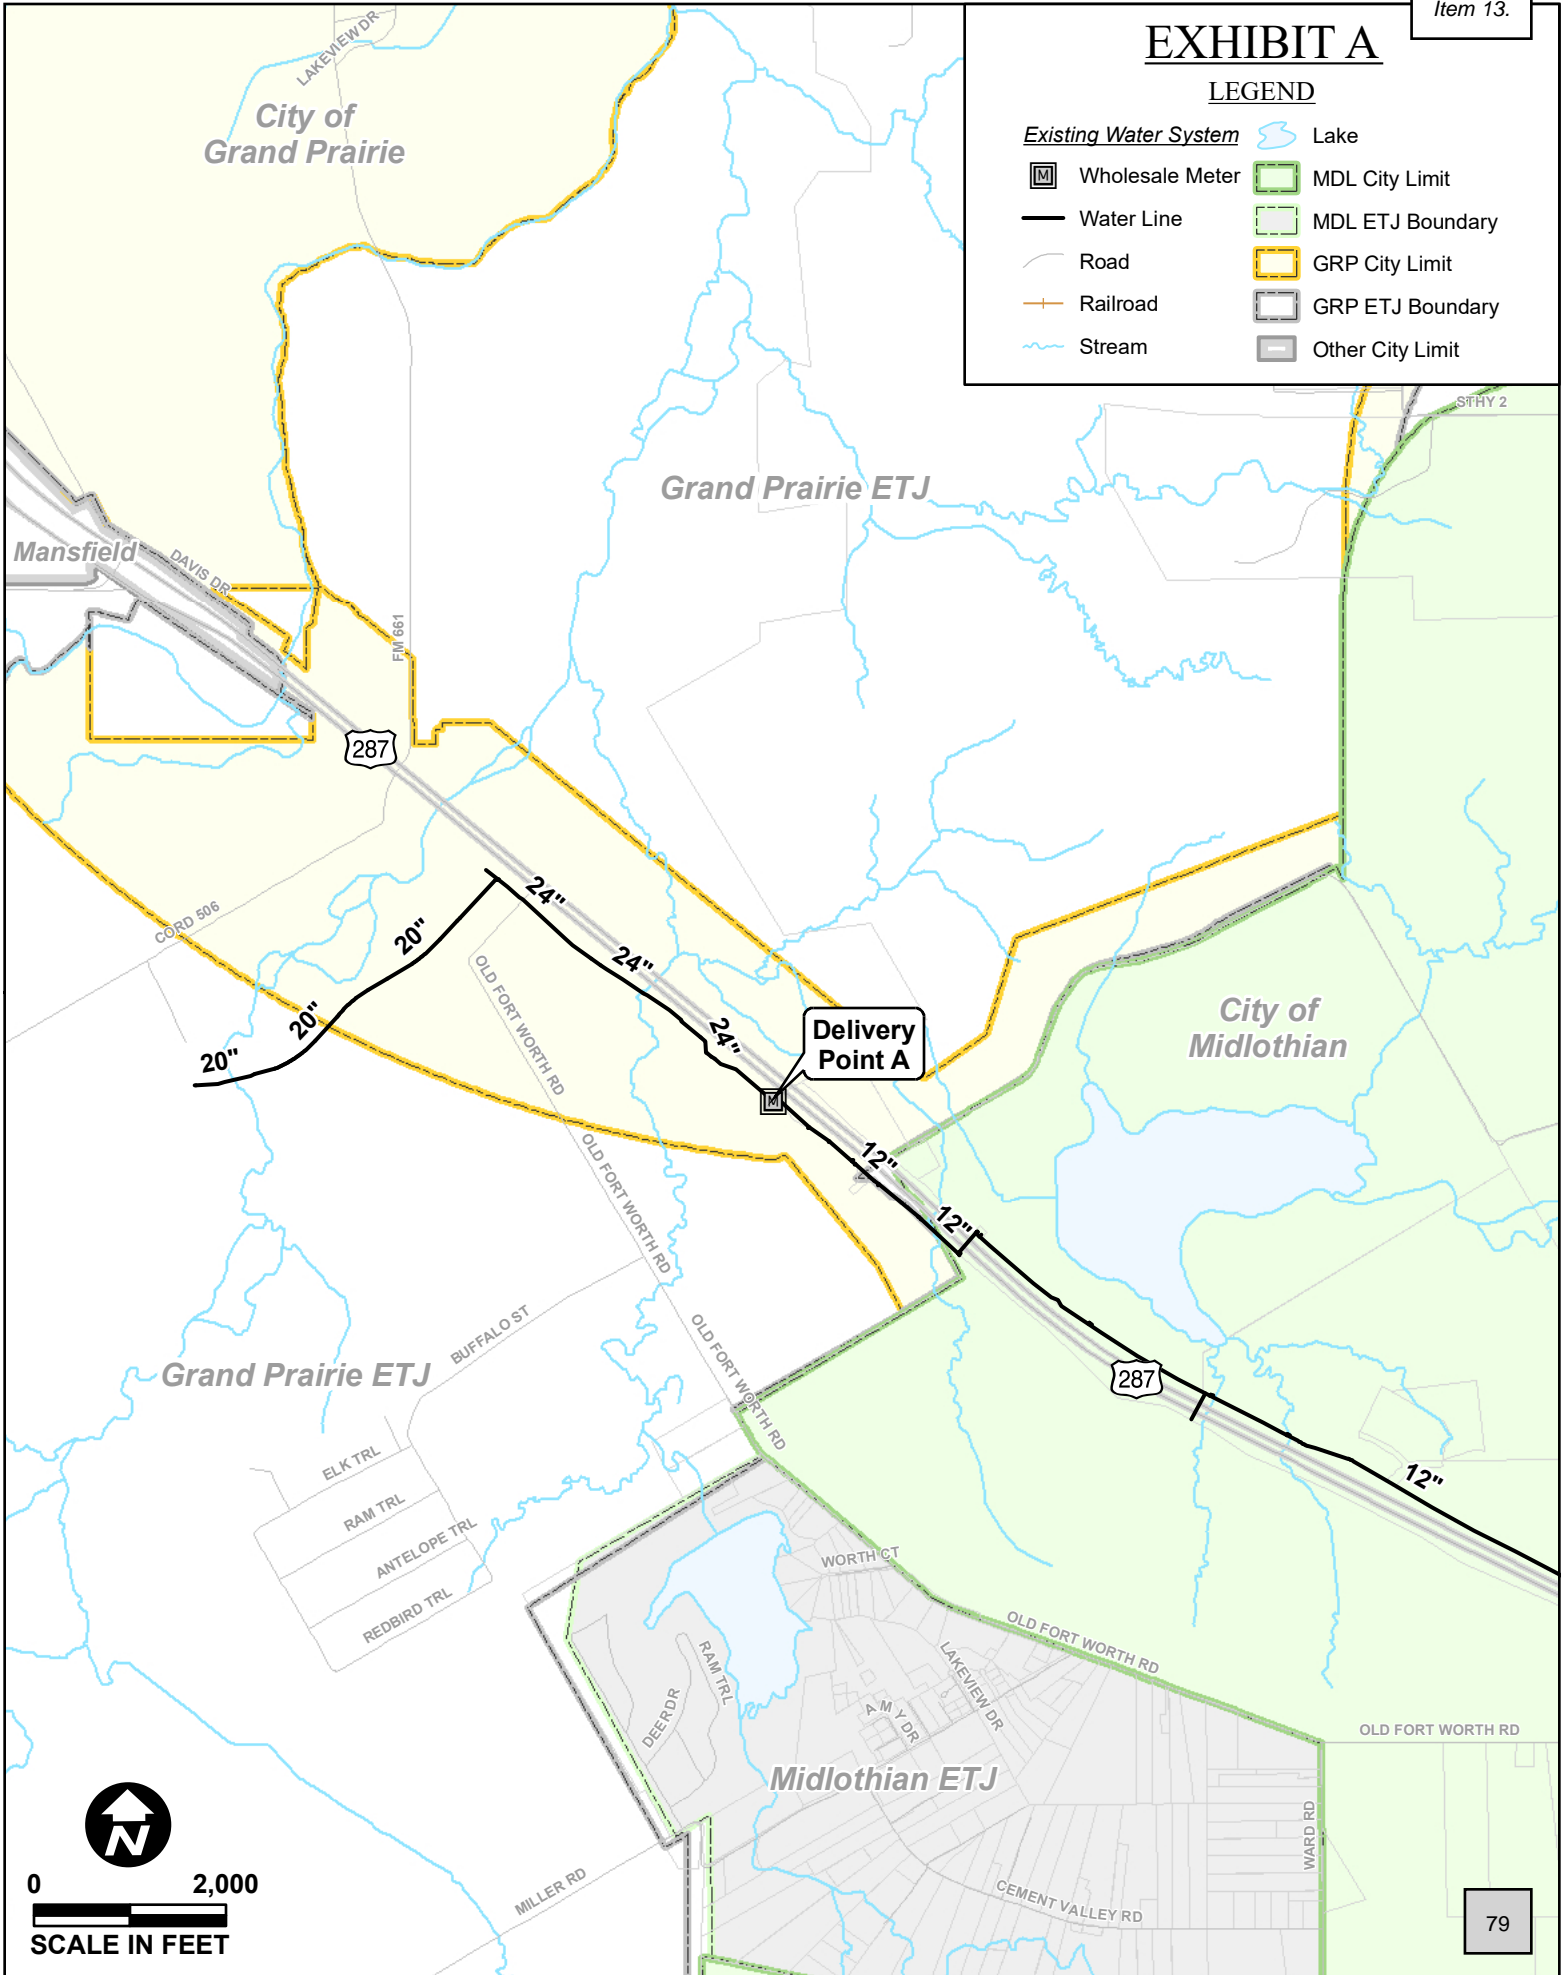 Item 13.
EXHIBIT A
LEGEND
Existing Water System
M Wholesale Meter
Water Line
Road
Railroad
Stream
Lake
MDL City Limit
MDL ETJ Boundary
GRP City Limit
GRP ETJ Boundary
Other City Limit
LAKEVIEW DR
City of
Grand Prairie
STHY 2
Grand Prairie ETJ
Mansfield
DAVIS DR
FM 661
287
24"
20"
CORD 506
24"
OLD FORT WORTH RD
20"
24"
Delivery
Point A
City of
Midlothian
20"
M
12"
OLD FORT WORTH RD
12"
BUFFALO ST
OLD FORT WORTH RD
Grand Prairie ETJ
287
ELK TRL
12"
RAM TRL
ANTELOPE TRL
WORTH CT
REDBIRD TRL
OLD FORT WORTH RD
RAM TRL
LAKEVIEW DR
DEER DR
AMY DR
OLD FORT WORTH RD
Midlothian ETJ
WARD RD
N
MILLER RD
CEMENT VALLEY RD
0 2,000
SCALE IN FEET
79